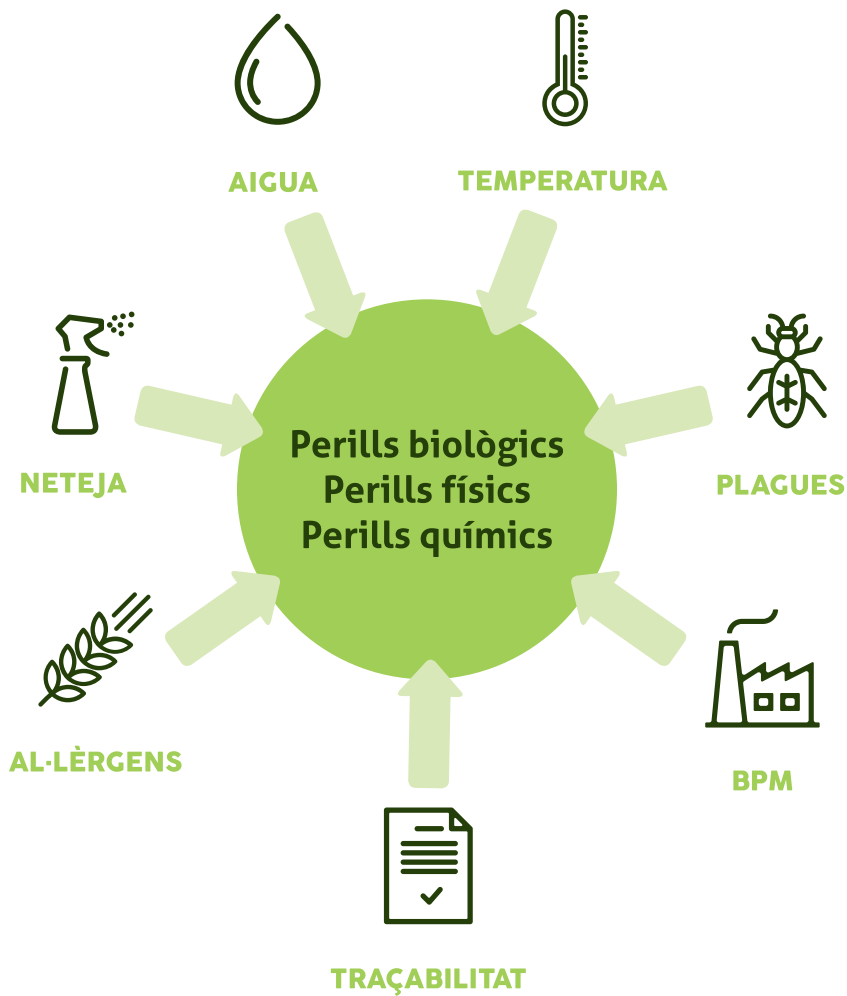 AIGUA
TEMPERATURA
NETEJA
PLAGUES
Perills biològics
Perills físics
Perills químics
AL·LÈRGENS
BPM
TRAÇABILITAT